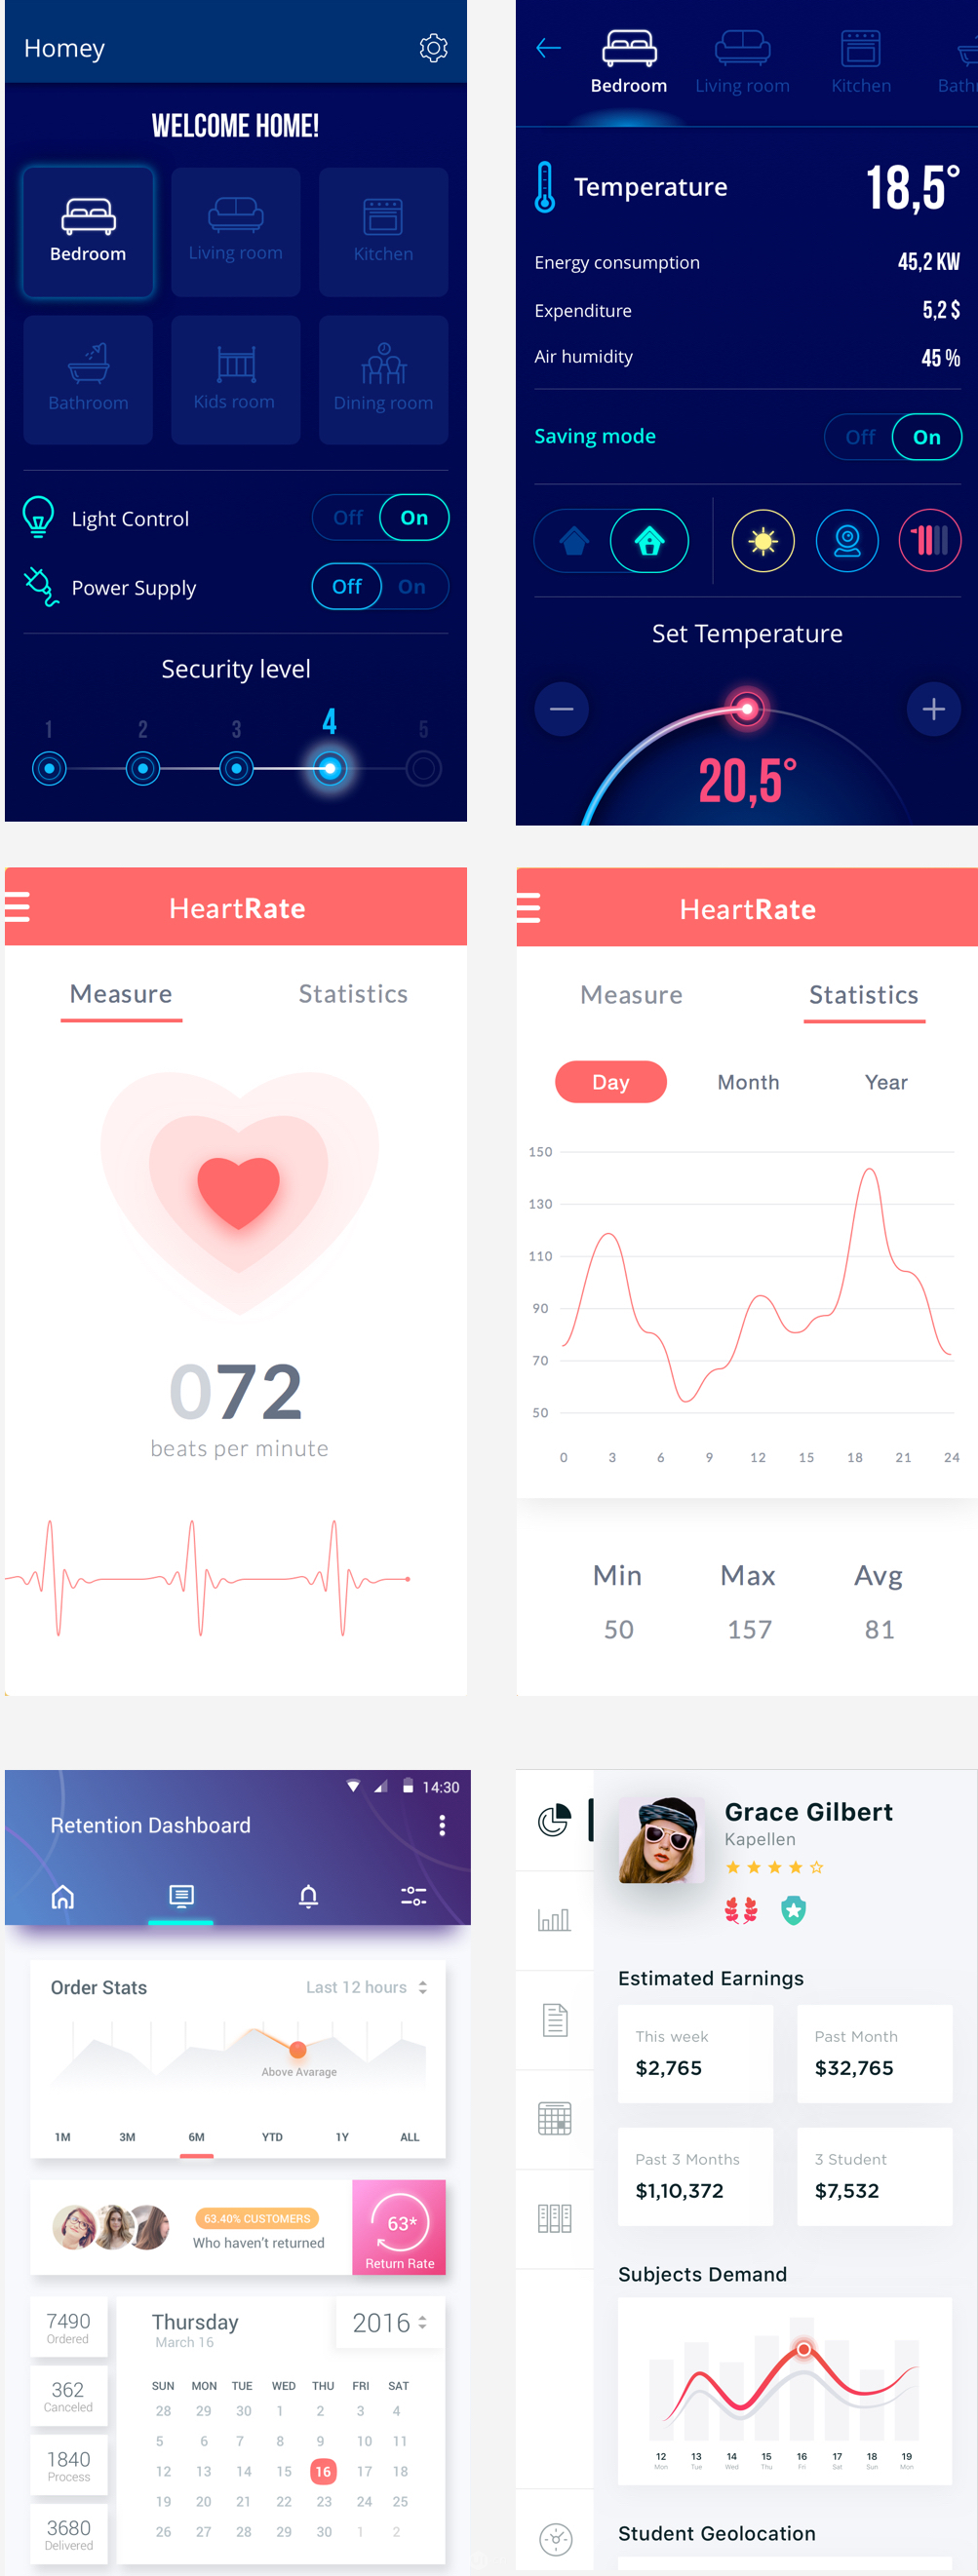 Homey
WELCOME HOME!
Bedroom
Living room
Kitchen
Bathroom
Kids room
Dining room
Light Control
Off On
Power Supply
Off On
Security level
1 2 3 4 5
Bedroom
Living room
Kitchen
Bathr
Temperature
18,5°
Energy consumption
45,2 KW
Expenditure
5,2 $
Air humidity
45 %
Saving mode
Off On
Set Temperature
20,5°
HeartRate
Measure
Statistics
072
beats per minute
HeartRate
Measure
Statistics
Day
Month
Year
150
130
110
90
70
50
0 3 6 9 12 15 18 21 24
Min Max Avg
50 157 81
14:30
Retention Dashboard
Order Stats
Last 12 hours
Above Avarage
1M 3M 6M YTD 1Y ALL
63.40% CUSTOMERS
Who haven't returned
63*
Return Rate
7490
Ordered
362
Canceled
1840
Process
3680
Delivered
Thursday
March 16
2016
SUN MON TUE WED THU FRI SAT
28 29 30 1 2 3 4
5 6 7 8 9 10 11
12 13 14 15 16 17 18
19 20 21 22 23 24 25
26 27 28 29 30 1 2
Grace Gilbert
Kapellen
Estimated Earnings
This week
$2,765
Past Month
$32,765
Past 3 Months
$1,10,372
3 Student
$7,532
Subjects Demand
12 13 14 15 16 17 18 19
Mon Tue Wed Thu Fri Sat Sun Mon
Student Geolocation